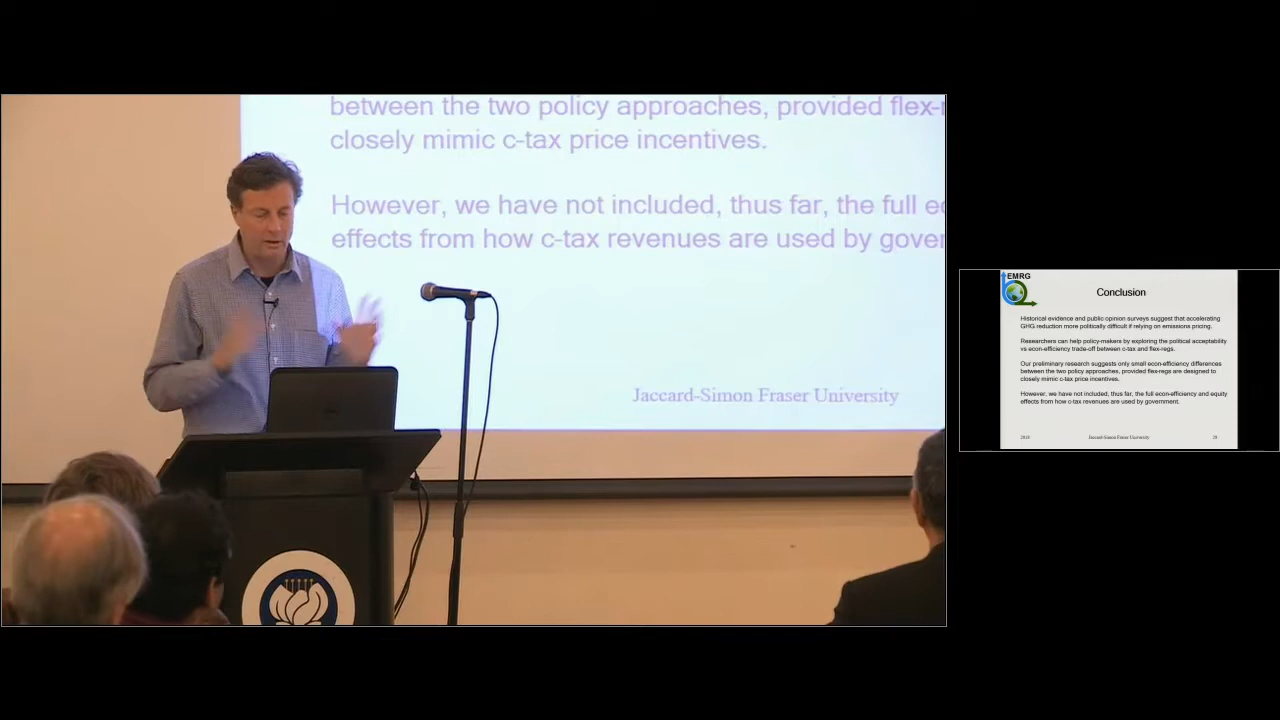 between the two policy approaches, provided flex-r
closely mimic c-tax price incentives.
However, we have not included, thus far, the full ec
effects from how c-tax revenues are used by gover
Jaccard-Simon Fraser University
EMRG
Conclusion
Historical evidence and public opinion surveys suggest that accelerating
GHG reduction more politically difficult if relying on emissions pricing.
Researchers can help policy-makers by exploring the political acceptability
vs econ-efficiency trade-off between c-tax and flex-regs.
Our preliminary research suggests only small econ-efficiency differences
between the two policy approaches, provided flex-regs are designed to
closely mimic c-tax price incentives.
However, we have not included, thus far, the full econ-efficiency and equity
effects from how c-tax revenues are used by government.
Jaccard-Simon Fraser University